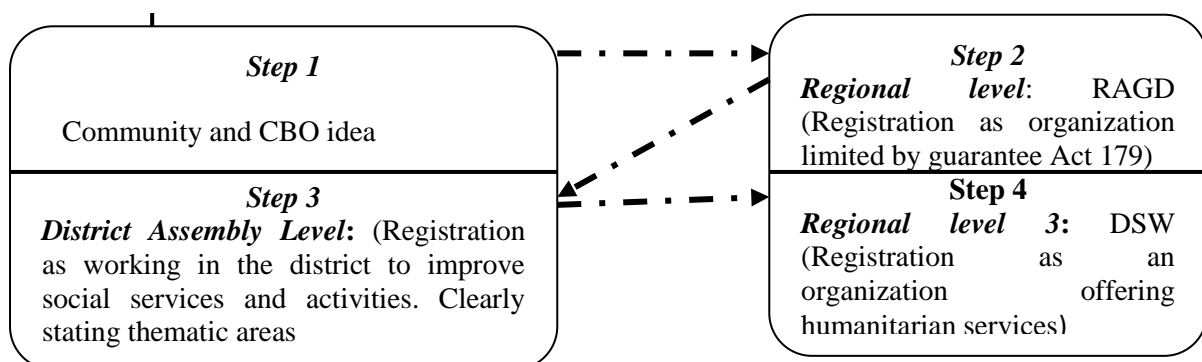 Step 1
Community and CBO idea
Step 2
Regional level: RAGD
(Registration as organization
limited by guarantee Act 179)
Step 3
District Assembly Level: (Registration
as working in the district to improve
social services and activities. Clearly
stating thematic areas
Step 4
Regional level 3: DSW
(Registration as an
organization offering
humanitarian services)